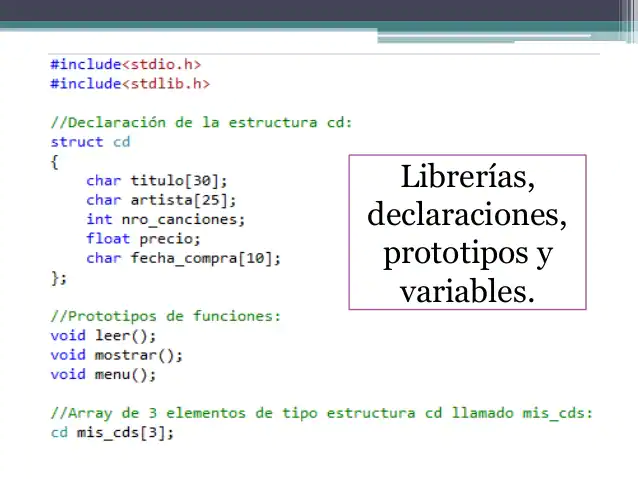 #include<stdio.h>
#include<stdlib.h>
//Declaración de la estructura cd:
struct cd
{
char titulo[30];
char artista[25];
int nro_canciones;
float precio;
char fecha_compra[10];
};
Librerías,
declaraciones,
prototipos y
variables.
//Prototipos de funciones:
void leer();
void mostrar();
void menu();
//Array de 3 elementos de tipo estructura cd llamado mis_cds:
cd mis_cds[3];